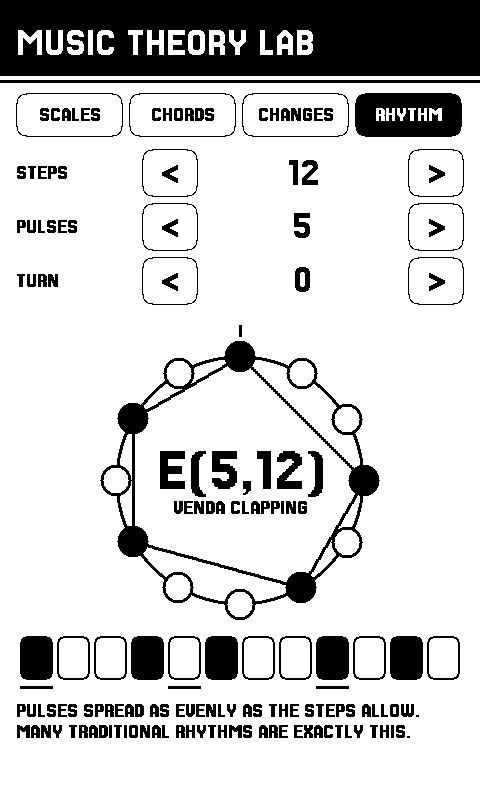 MUSIC THEORY LAB
SCALES CHORDS CHANGES RHYTHM
STEPS < 12 >
PULSES < 5 >
TURN < 0 >
E(5,12)
VENDA CLAPPING
PULSES SPREAD AS EVENLY AS THE STEPS ALLOW.
MANY TRADITIONAL RHYTHMS ARE EXACTLY THIS.